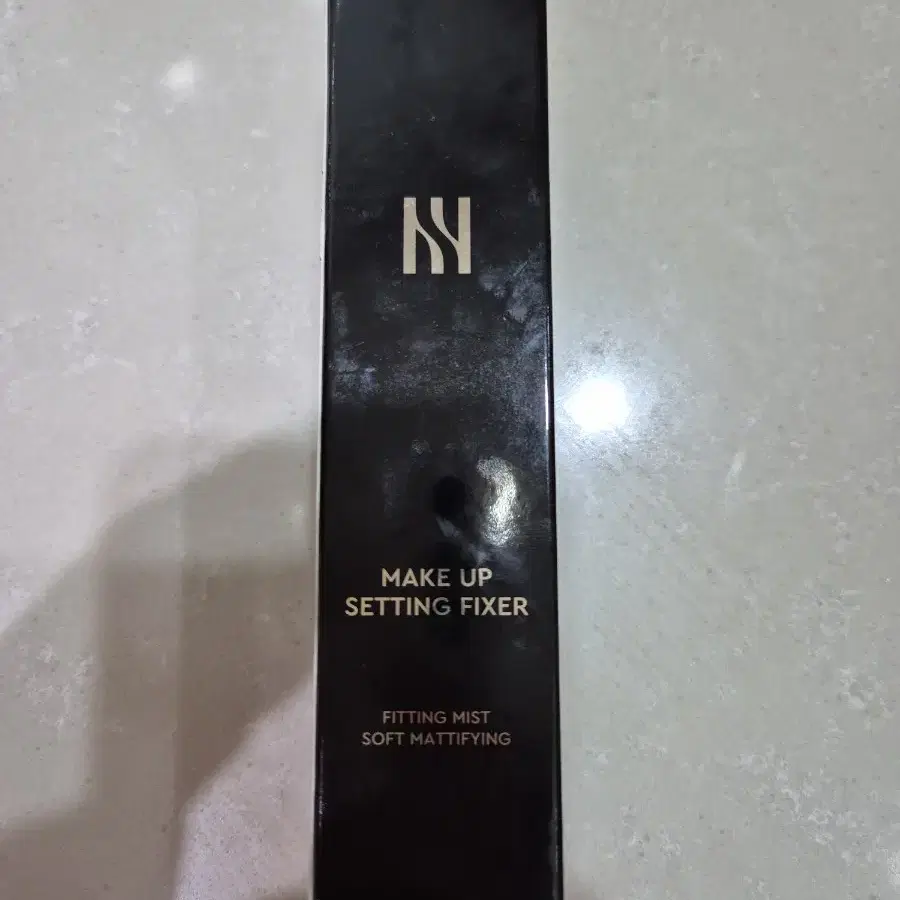 MAKE UP
SETTING FIXER
FITTING MIST
SOFT MATTIFYING